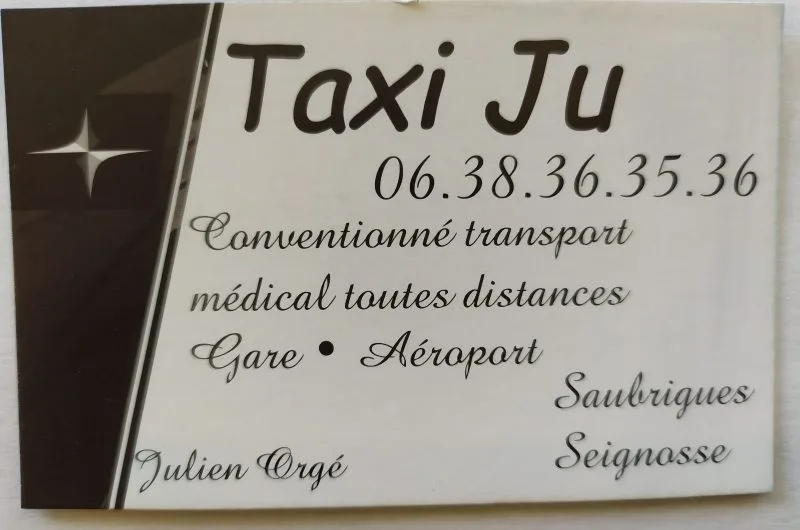 Taxi Ju
06.38.36.35.36
Conventionné transport
médical toutes distances
Gare • Aéroport
Saubrigues
Seignosse
Julien Orgé